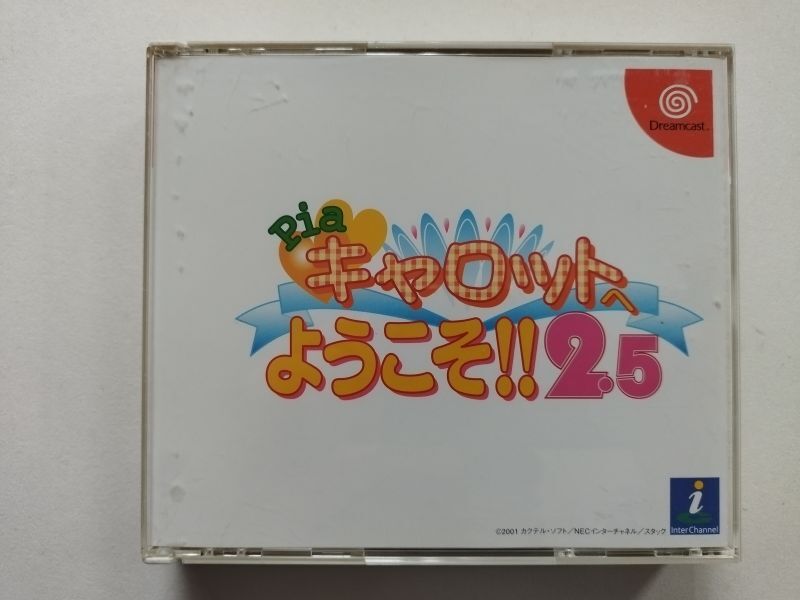 Dreamcast.
Pia
キャロットへ
ようこそ!!2.5
i
InterChannel
©2001 カクテル・ソフト/NECインターチャネル/スタック